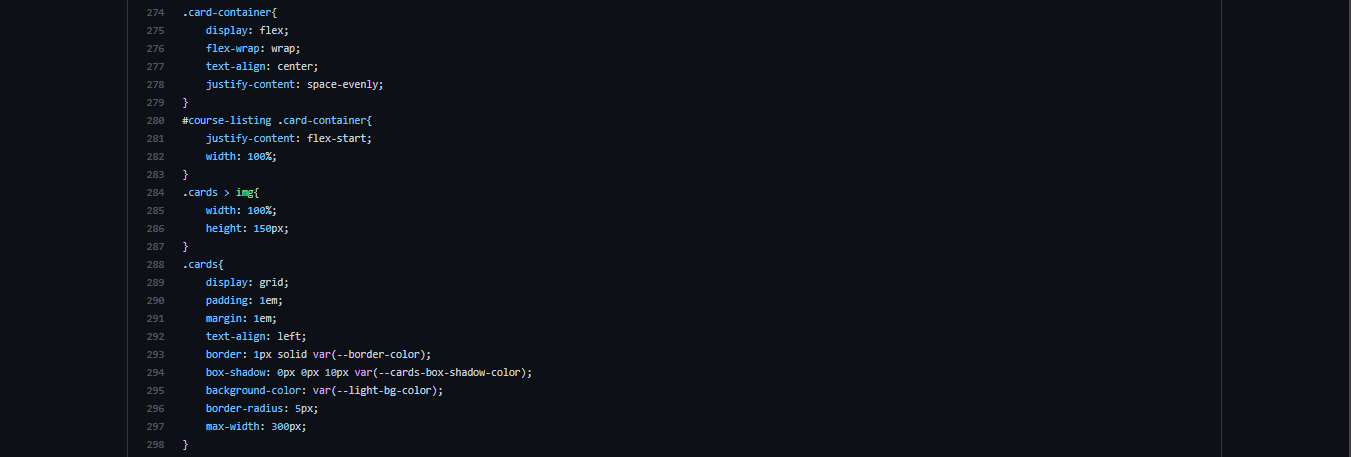 274 .card-container{
275     display: flex;
276     flex-wrap: wrap;
277     text-align: center;
278     justify-content: space-evenly;
279 }
280 #course-listing .card-container{
281     justify-content: flex-start;
282     width: 100%;
283 }
284 .cards > img{
285     width: 100%;
286     height: 150px;
287 }
288 .cards{
289     display: grid;
290     padding: 1em;
291     margin: 1em;
292     text-align: left;
293     border: 1px solid var(--border-color);
294     box-shadow: 0px 0px 10px var(--cards-box-shadow-color);
295     background-color: var(--light-bg-color);
296     border-radius: 5px;
297     max-width: 300px;
298 }